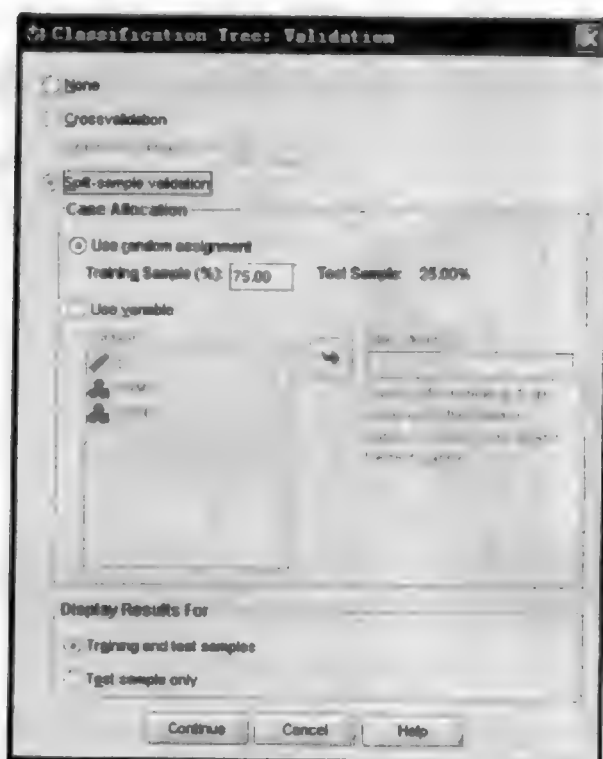 Classification Tree: Validation
None
Crossvalidation
Split-sample validation
Case Allocation
Use random assignment
Training Sample (%): 75.00 Test Sample: 25.00%
Use variable
Display Results For
Training and test samples
Test sample only
Continue Cancel Help